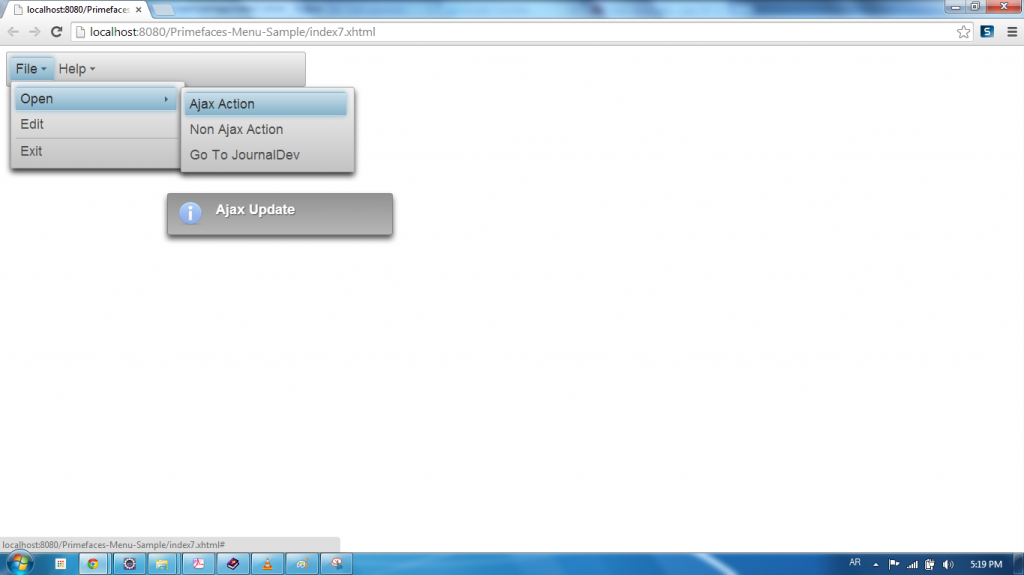 localhost:8080/Primefaces-
localhost:8080/Primefaces-Menu-Sample/index7.xhtml
File Help
Open
Edit
Exit
Ajax Action
Non Ajax Action
Go To JournalDev
Ajax Update
localhost:8080/Primefaces-Menu-Sample/index7.xhtml#
AR 5:19 PM